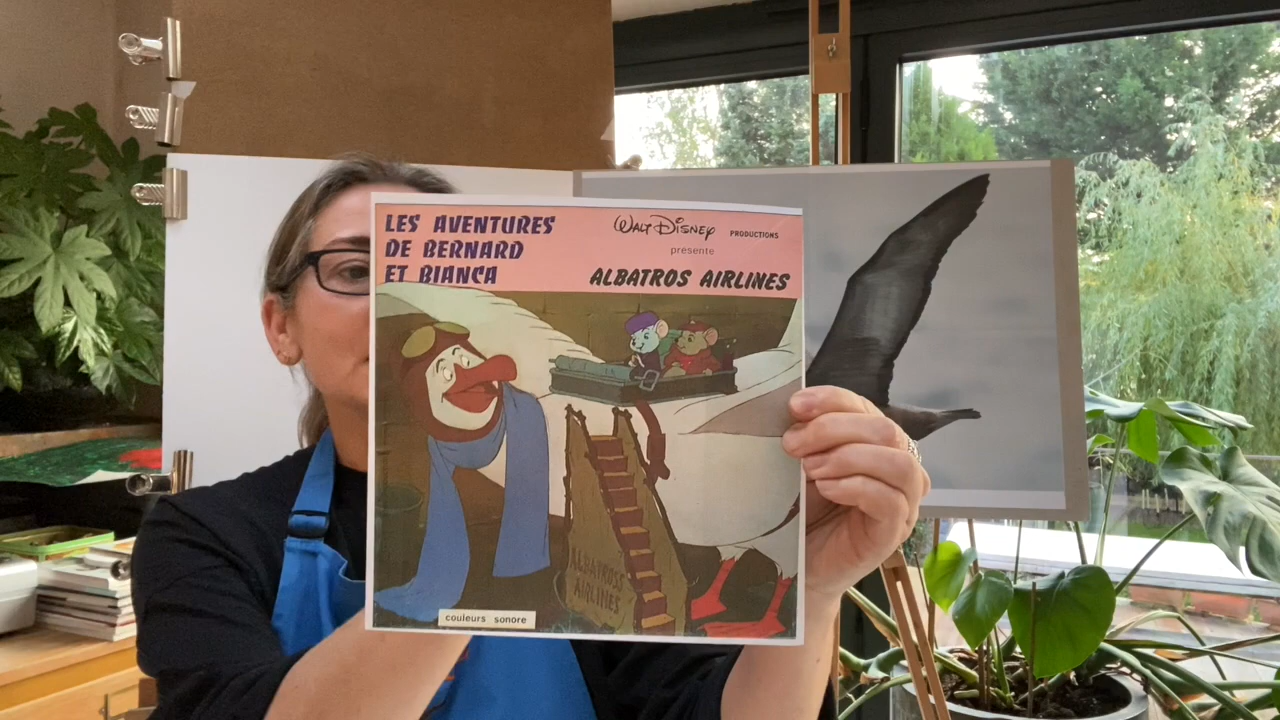 LES AVENTURES
DE BERNARD
ET BIANCA
WALT DISNEY PRODUCTIONS
présente
ALBATROS AIRLINES
ALBATROSS
AIRLINES
couleurs sonore